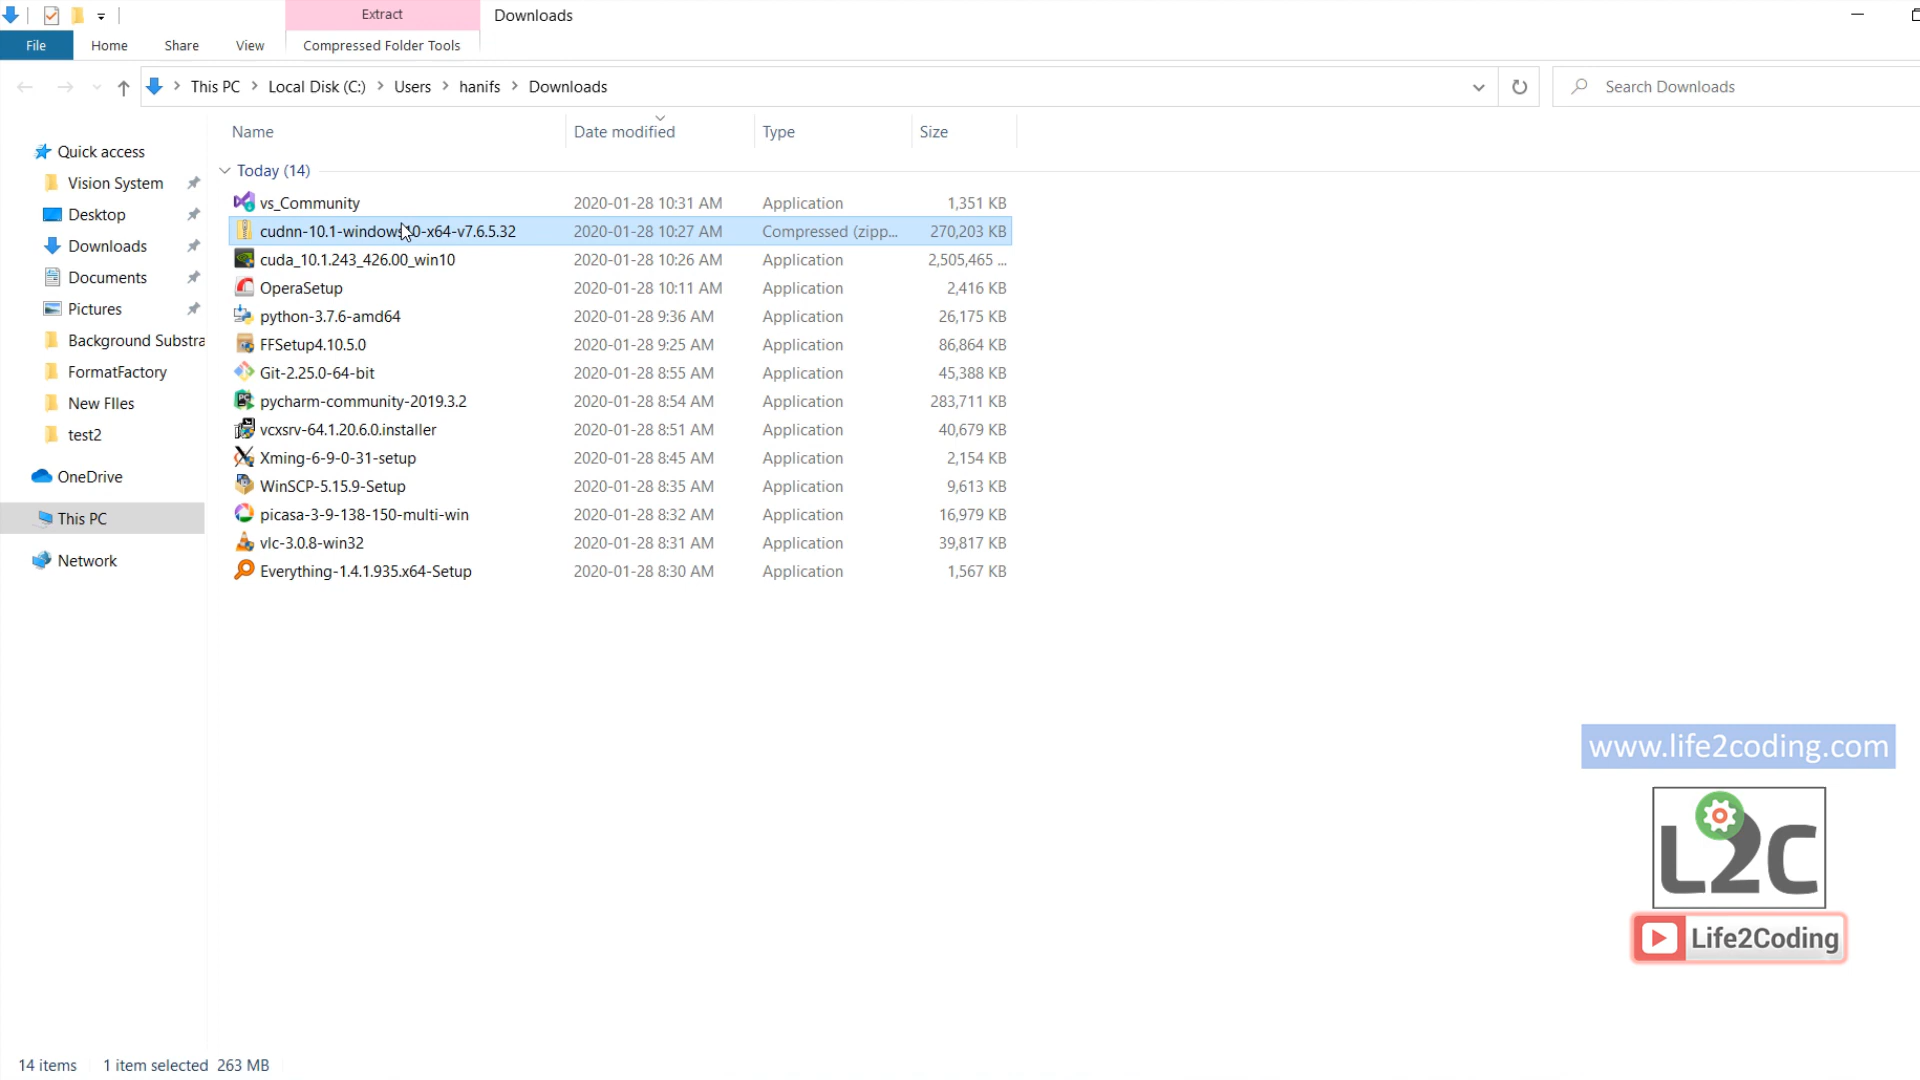 Extract
Downloads
File Home Share View Compressed Folder Tools
This PC Local Disk (C:) Users hanifs Downloads
Search Downloads
Name Date modified Type Size
Quick access
Vision System
Desktop
Downloads
Documents
Pictures
Background Substra
FormatFactory
New FIles
test2
OneDrive
This PC
Network
Today (14)
vs_Community 2020-01-28 10:31 AM Application 1,351 KB
cudnn-10.1-windows10-x64-v7.6.5.32 2020-01-28 10:27 AM Compressed (zipp... 270,203 KB
cuda_10.1.243_426.00_win10 2020-01-28 10:26 AM Application 2,505,465 ...
OperaSetup 2020-01-28 10:11 AM Application 2,416 KB
python-3.7.6-amd64 2020-01-28 9:36 AM Application 26,175 KB
FFSetup4.10.5.0 2020-01-28 9:25 AM Application 86,864 KB
Git-2.25.0-64-bit 2020-01-28 8:55 AM Application 45,388 KB
pycharm-community-2019.3.2 2020-01-28 8:54 AM Application 283,711 KB
vcxsrv-64.1.20.6.0.installer 2020-01-28 8:51 AM Application 40,679 KB
Xming-6-9-0-31-setup 2020-01-28 8:45 AM Application 2,154 KB
WinSCP-5.15.9-Setup 2020-01-28 8:35 AM Application 9,613 KB
picasa-3-9-138-150-multi-win 2020-01-28 8:32 AM Application 16,979 KB
vlc-3.0.8-win32 2020-01-28 8:31 AM Application 39,817 KB
Everything-1.4.1.935.x64-Setup 2020-01-28 8:30 AM Application 1,567 KB
www.life2coding.com
L2C
Life2Coding
14 items 1 item selected 263 MB